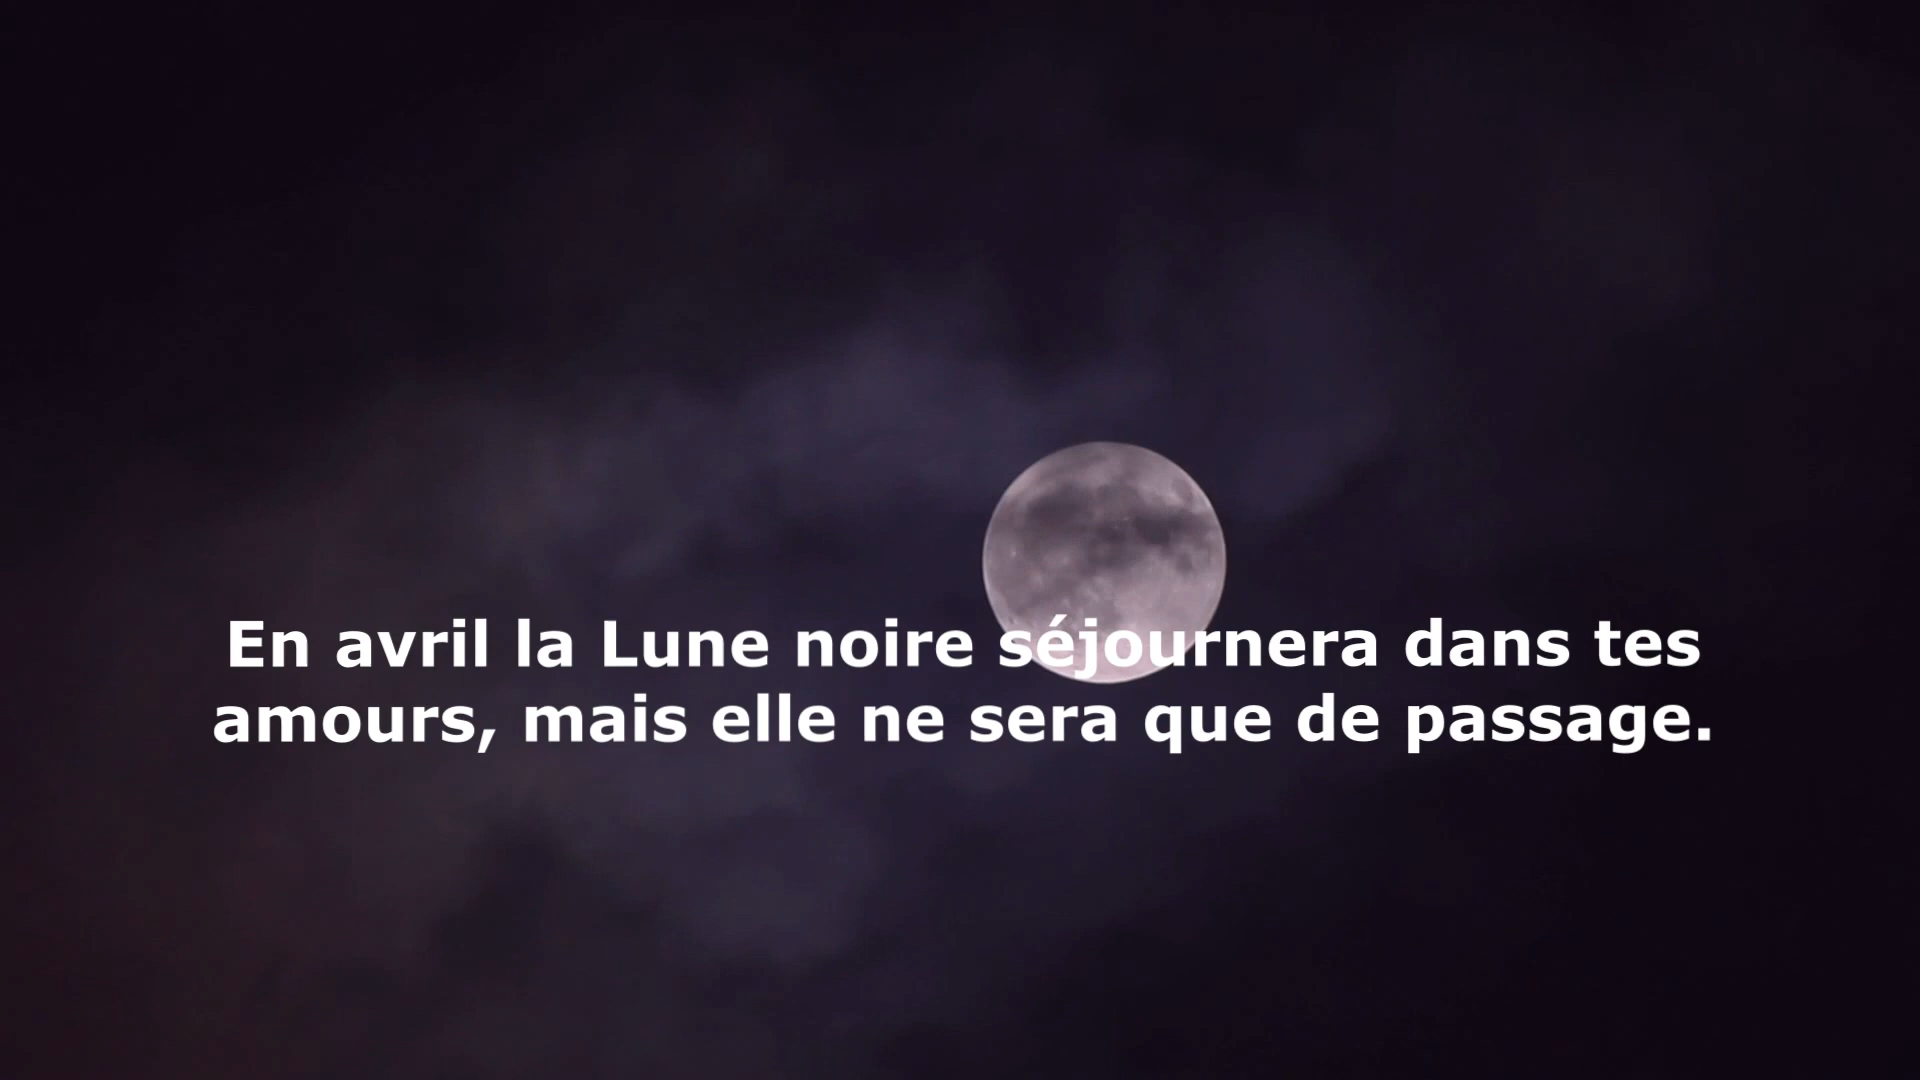 En avril la Lune noire séjournera dans tes
amours, mais elle ne sera que de passage.